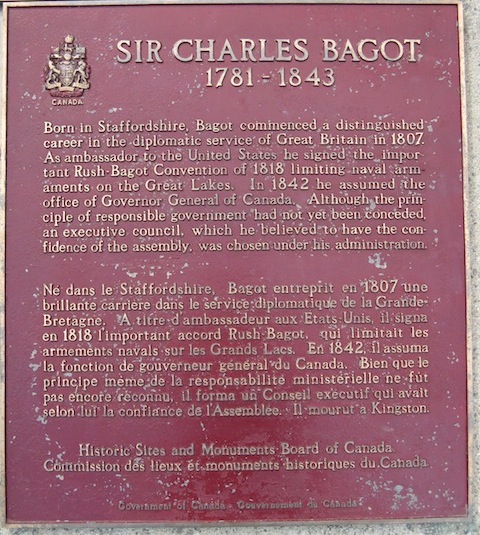 CANADA
SIR CHARLES BAGOT
1781 - 1843
Born in Staffordshire, Bagot commenced a distinguished
career in the diplomatic service of Great Britain in 1807.
As ambassador to the United States he signed the impor-
tant Rush-Bagot Convention of 1818 limiting naval arm-
aments on the Great Lakes. In 1842 he assumed the
office of Governor General of Canada. Although the prin-
ciple of responsible government had not yet been conceded,
an executive council, which he believed to have the con-
fidence of the assembly, was chosen under his administration.
Né dans le Staffordshire, Bagot entreprit en 1807 une
brillante carrière dans le service diplomatique de la Grande-
Bretagne. A titre d'ambassadeur aux Etats-Unis, il signa
en 1818 l'important accord Rush-Bagot, qui limitait les
armements navals sur les Grands Lacs. En 1842, il assuma
la fonction de gouverneur général du Canada. Bien que le
principe même de la responsabilité ministérielle ne fut
pas encore reconnu, il forma un Conseil exécutif qui avait
selon lui la confiance de l'Assemblée. Il mourut à Kingston.
Historic Sites and Monuments Board of Canada
Commission des lieux et monuments historiques du Canada
Government of Canada - Gouvernement du Canada